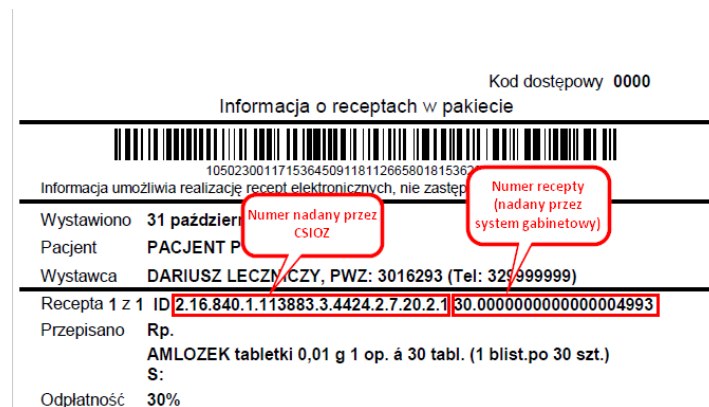 Kod dostępowy 0000
Informacja o receptach w pakiecie
Informacja umożliwia realizację recept elektronicznych, nie zastęp
Numer recepty
(nadany przez
system gabinetowy)
Wystawiono 31 paździer
Numer nadany przez
CSIOZ
Pacjent PACJENT P
Wystawca DARIUSZ LECZNICZY, PWZ: 3016293 (Tel: 329999999)
Recepta 1 z 1 ID 2.16.840.1.113883.3.4424.2.7.20.2.1 30.0000000000000004993
Przepisano Rp.
AMLOZEK tabletki 0,01 g 1 op. á 30 tabl. (1 blist.po 30 szt.)
S:
Odpłatność 30%